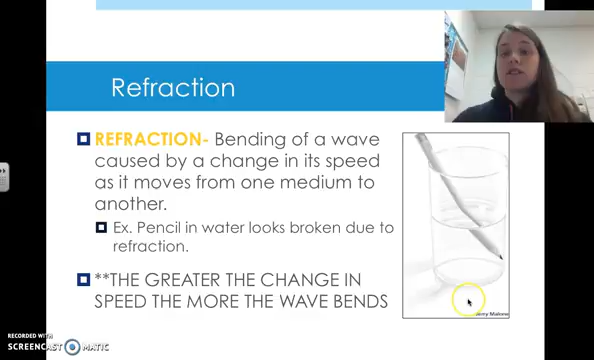 Refraction
REFRACTION- Bending of a wave
caused by a change in its speed
as it moves from one medium to
another.
Ex. Pencil in water looks broken due to
refraction.
**THE GREATER THE CHANGE IN
SPEED THE MORE THE WAVE BENDS
Jerry Malone
RECORDED WITH
SCREENCAST MATIC